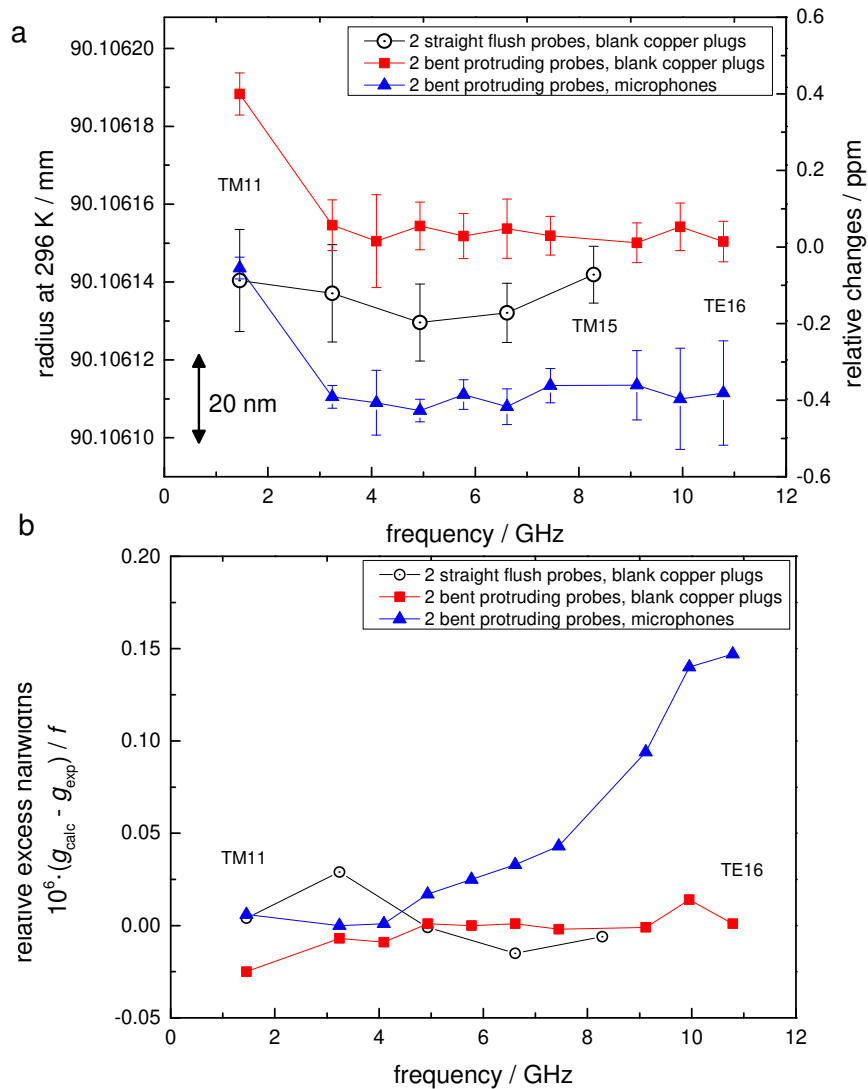 a
radius at 296 K / mm
90.10620
90.10618
90.10616
90.10614
90.10612
90.10610
2 straight flush probes, blank copper plugs
2 bent protruding probes, blank copper plugs
2 bent protruding probes, microphones
TM11
TM15
TE16
20 nm
0.6
0.4
0.2
0.0
-0.2
-0.4
-0.6
relative changes / ppm
0 2 4 6 8 10 12
frequency / GHz
b
relative excess halfwidths
10⁶·(g_calc - g_exp) / f
0.20
0.15
0.10
0.05
0.00
-0.05
2 straight flush probes, blank copper plugs
2 bent protruding probes, blank copper plugs
2 bent protruding probes, microphones
TM11
TE16
0 2 4 6 8 10 12
frequency / GHz